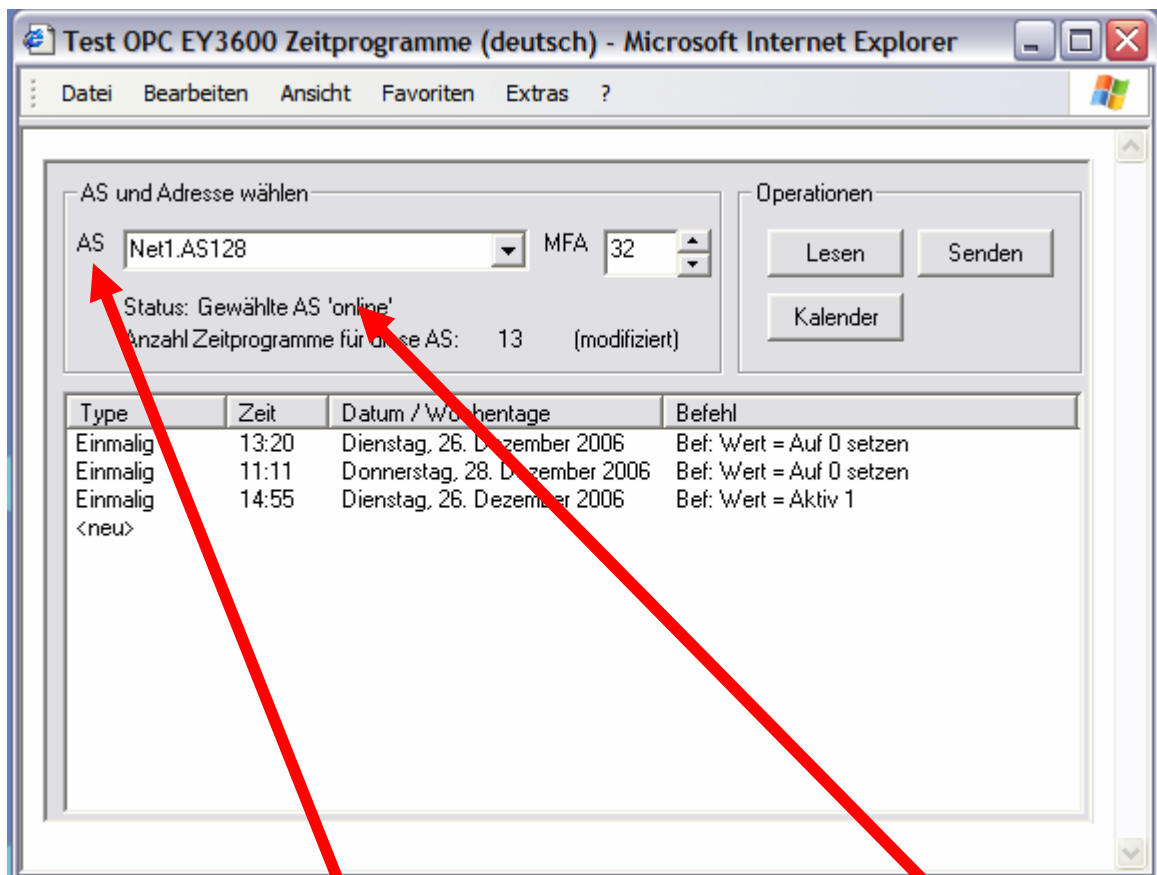 Test OPC EY3600 Zeitprogramme (deutsch) - Microsoft Internet Explorer
Datei Bearbeiten Ansicht Favoriten Extras ?
AS und Adresse wählen
AS Net1.AS128 MFA 32
Status: Gewählte AS 'online'
Anzahl Zeitprogramme für diese AS: 13 (modifiziert)
Operationen
Lesen Senden
Kalender
Type Zeit Datum / Wochentage Befehl
Einmalig 13:20 Dienstag, 26. Dezember 2006 Bef: Wert = Auf 0 setzen
Einmalig 11:11 Donnerstag, 28. Dezember 2006 Bef: Wert = Auf 0 setzen
Einmalig 14:55 Dienstag, 26. Dezember 2006 Bef: Wert = Aktiv 1
<neu>